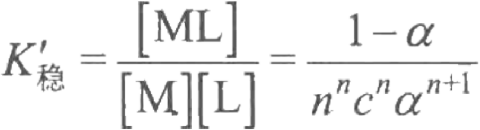 K′稳 = [ML] / [M][L] = 1−α / nⁿcⁿαⁿ⁺¹